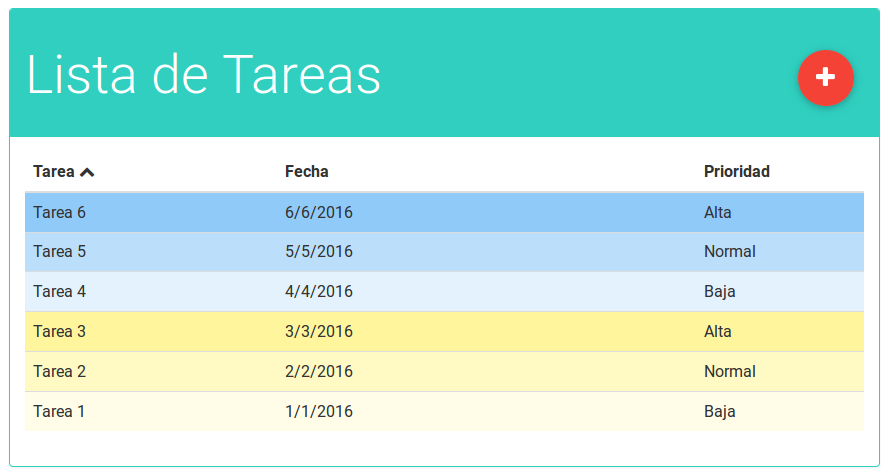 Lista de Tareas
Tarea Fecha Prioridad
Tarea 6 6/6/2016 Alta
Tarea 5 5/5/2016 Normal
Tarea 4 4/4/2016 Baja
Tarea 3 3/3/2016 Alta
Tarea 2 2/2/2016 Normal
Tarea 1 1/1/2016 Baja